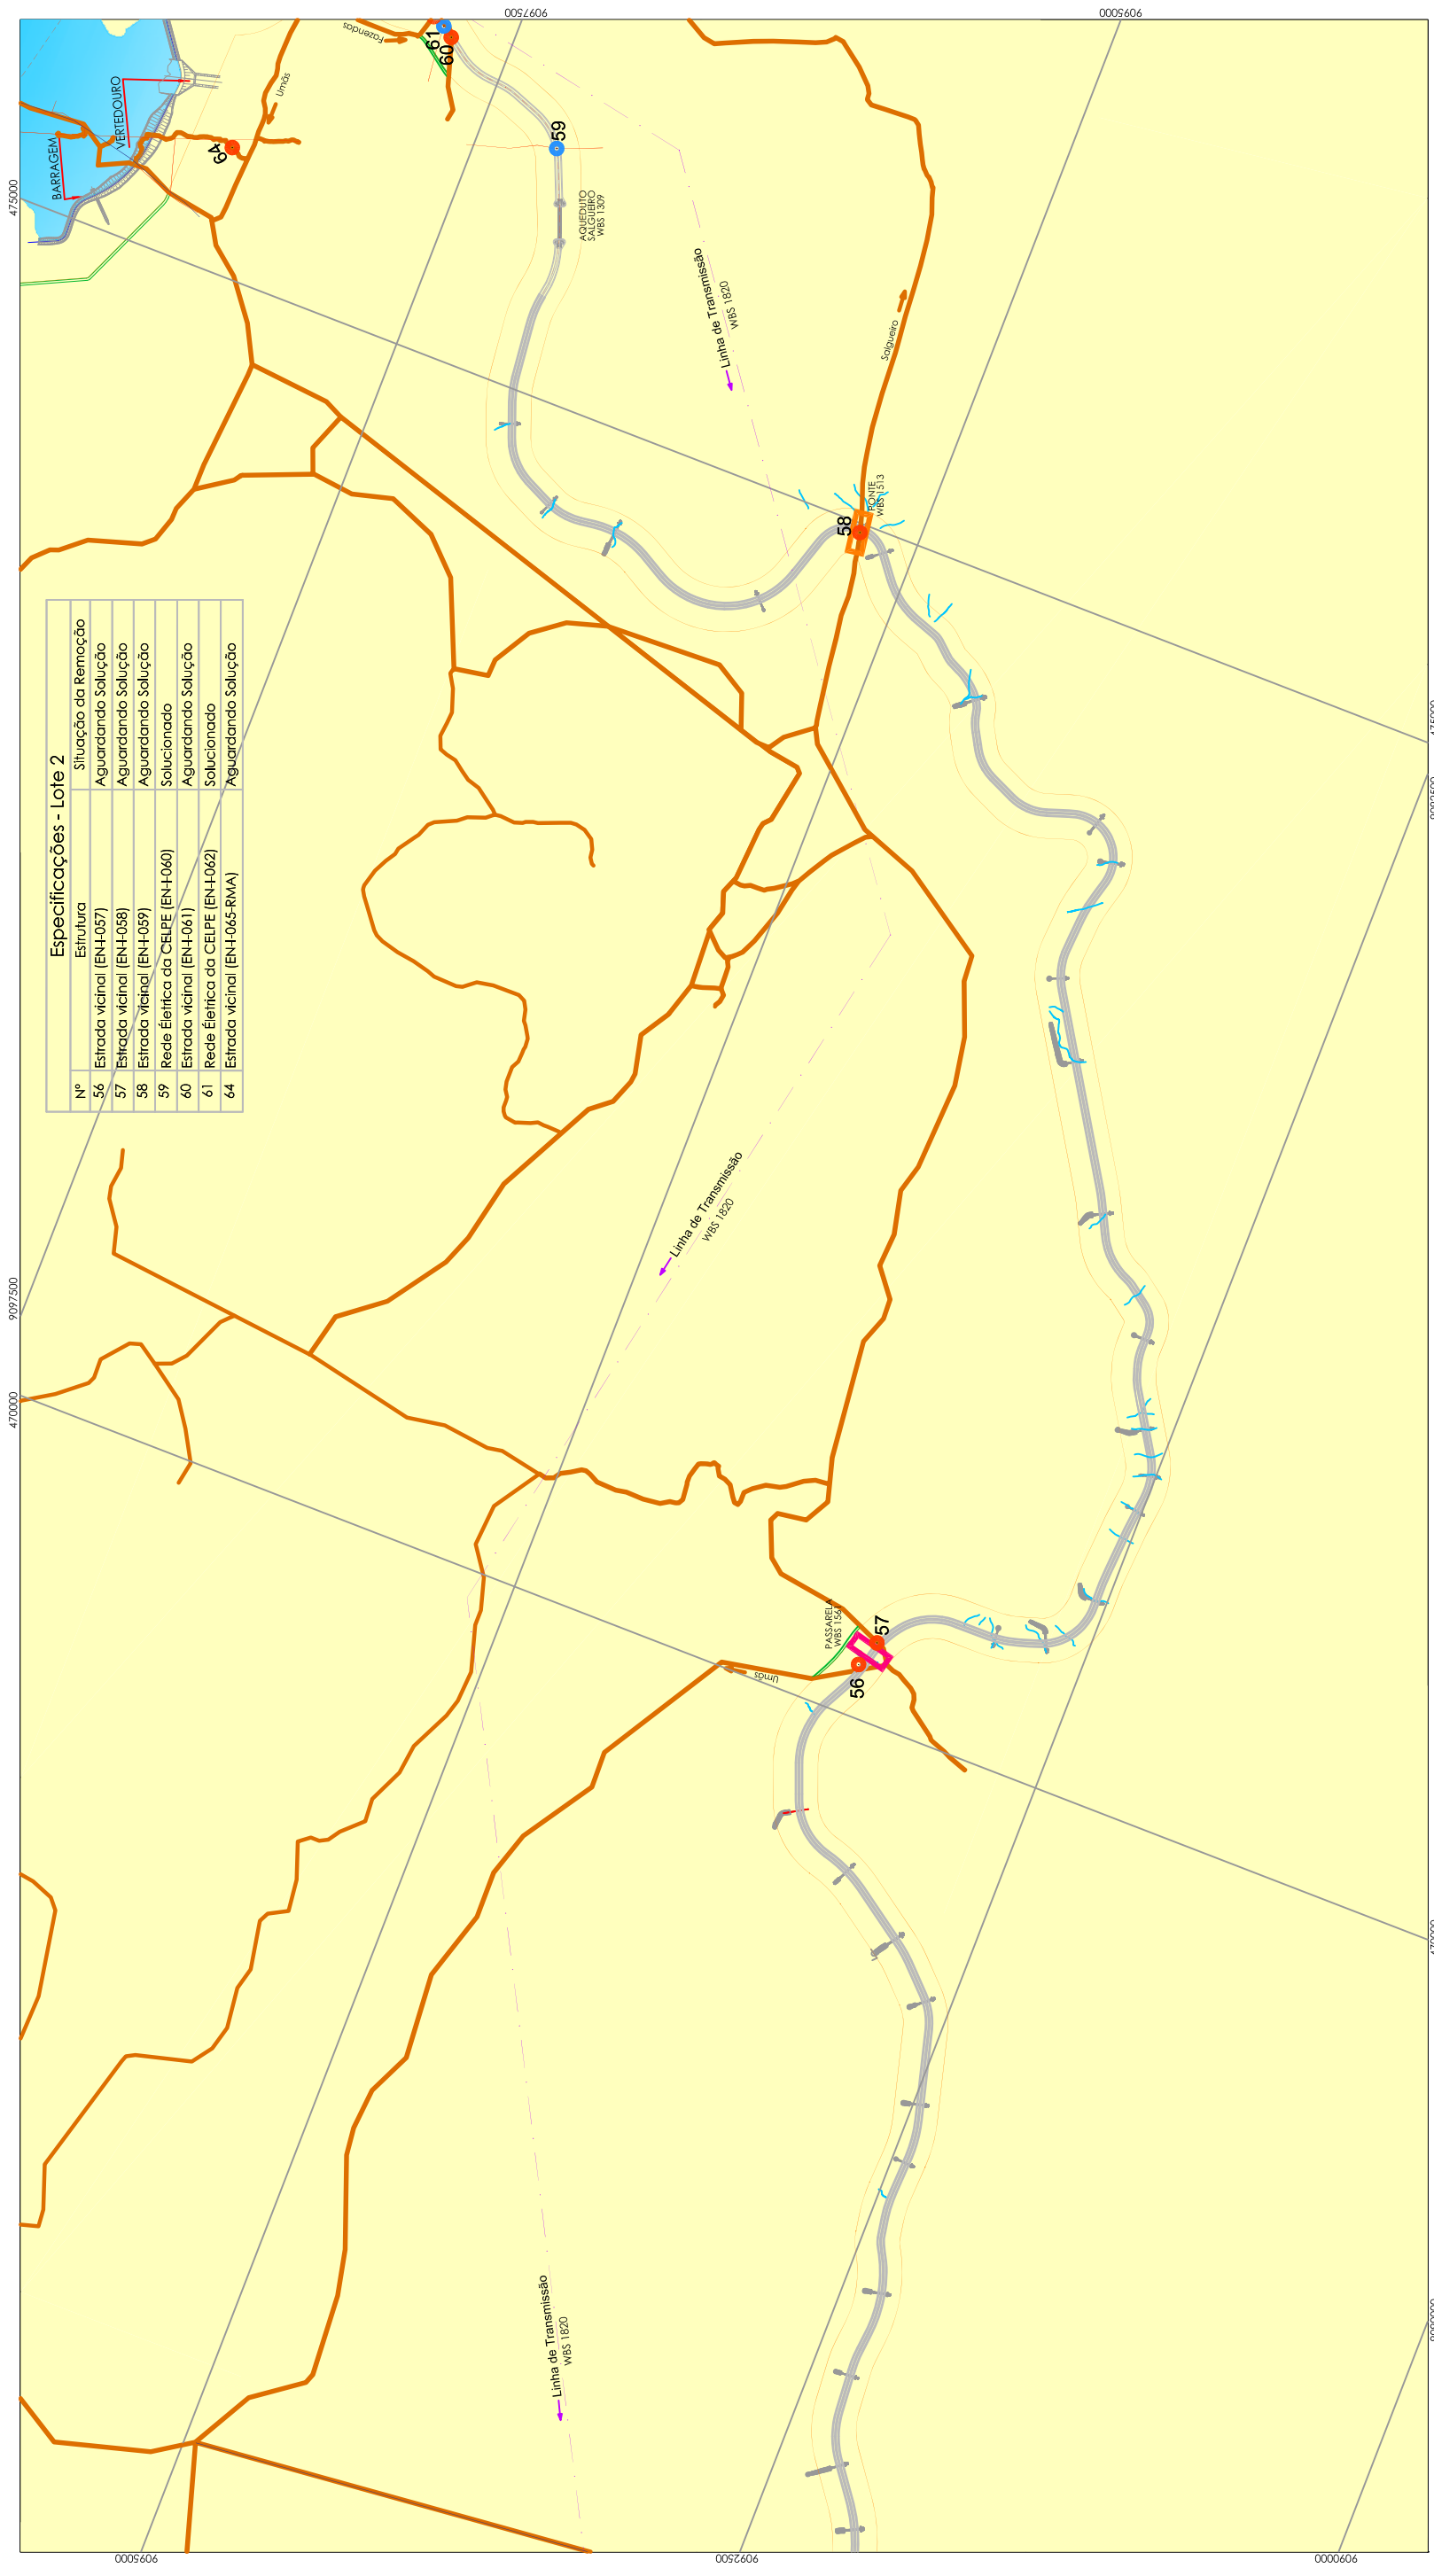 9097500
9095000
475000
BARRAGEM
VERTEDOURO
Umãs
Fazendas
61
60
64
59
AQUEDUTO
SALGUEIRO
WBS 1309
Linha de Transmissão
WBS 1820
Salgueiro
58
PONTE
WBS 1513
Especificações - Lote 2
Nº Estrutura Situação da Remoção
56 Estrada vicinal (EN-I-057) Aguardando Solução
57 Estrada vicinal (EN-I-058) Aguardando Solução
58 Estrada vicinal (EN-I-059) Aguardando Solução
59 Rede Életrica da CELPE (EN-I-060) Solucionado
60 Estrada vicinal (EN-I-061) Aguardando Solução
61 Rede Életrica da CELPE (EN-I-062) Solucionado
64 Estrada vicinal (EN-I-065-RMA) Aguardando Solução
Linha de Transmissão
WBS 1820
9097500
470000
PASSARELA
57
56
Umãs
Linha de Transmissão
WBS 1820
9095000
9092500
9090000